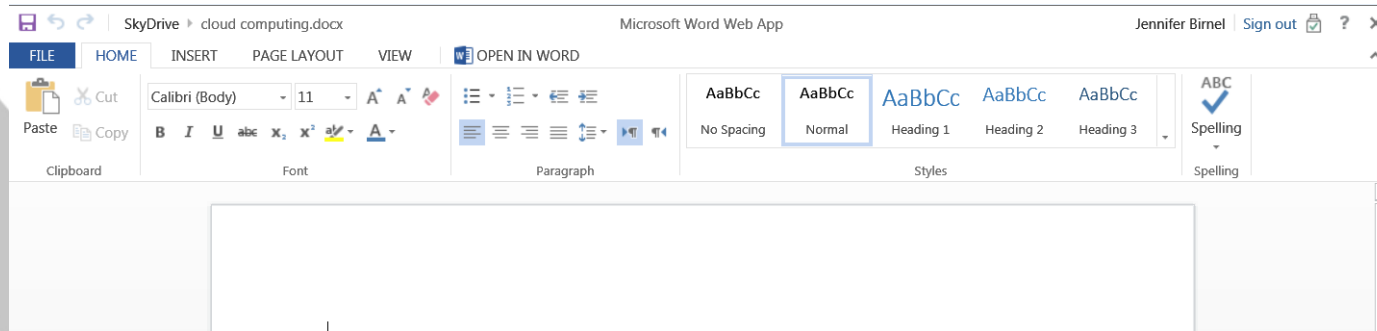 SkyDrive ▸ cloud computing.docx Microsoft Word Web App Jennifer Birnel Sign out ?
FILE HOME INSERT PAGE LAYOUT VIEW OPEN IN WORD
Cut Calibri (Body) 11 A A AaBbCc AaBbCc AaBbCc AaBbCc AaBbCc ABC
Paste Copy B I U abc x₂ x² aby A No Spacing Normal Heading 1 Heading 2 Heading 3 Spelling
Clipboard Font Paragraph Styles Spelling